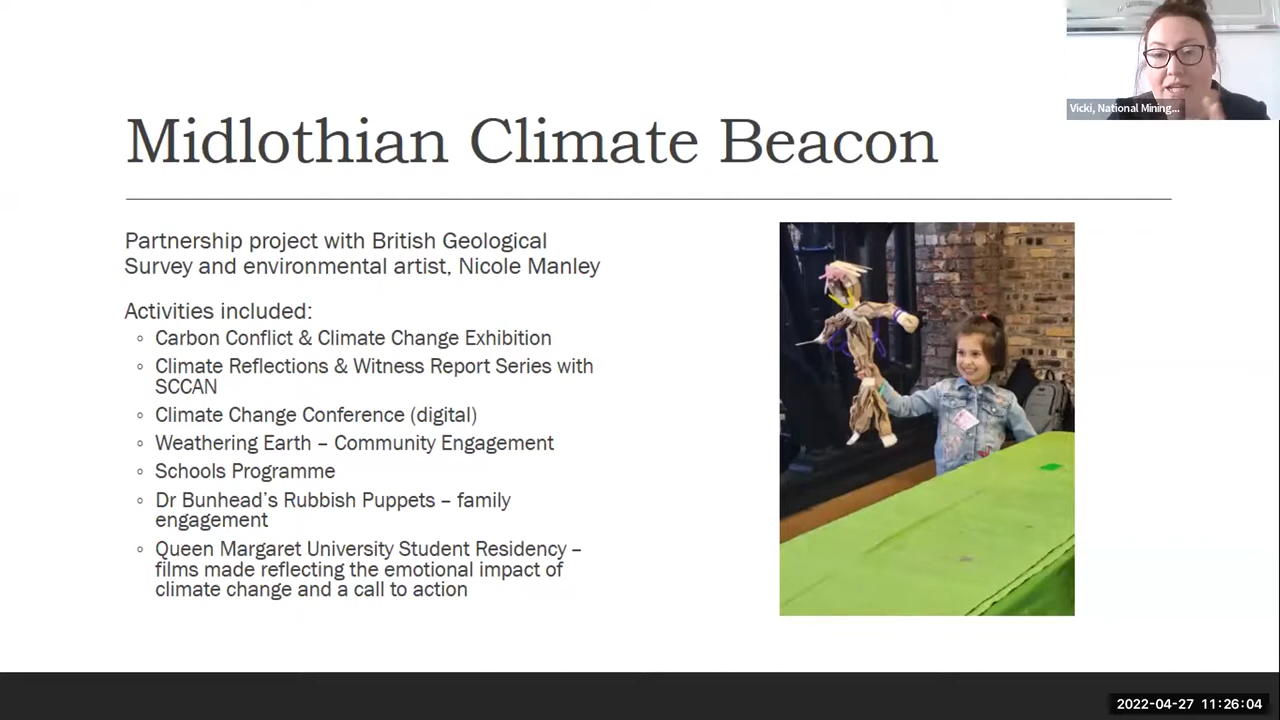 Vicki, National Mining...
Midlothian Climate Beacon
Partnership project with British Geological
Survey and environmental artist, Nicole Manley
Activities included:
◦ Carbon Conflict & Climate Change Exhibition
◦ Climate Reflections & Witness Report Series with
SCCAN
◦ Climate Change Conference (digital)
◦ Weathering Earth – Community Engagement
◦ Schools Programme
◦ Dr Bunhead’s Rubbish Puppets – family
engagement
◦ Queen Margaret University Student Residency –
films made reflecting the emotional impact of
climate change and a call to action
2022-04-27 11:26:04